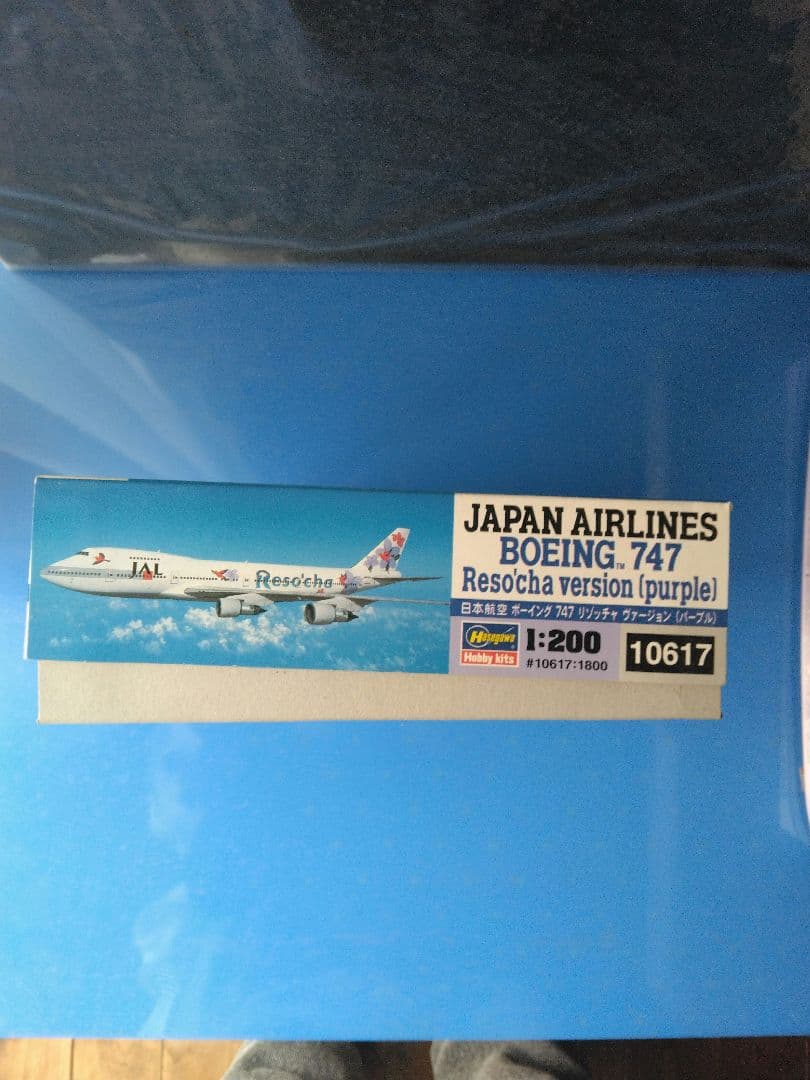 JAPAN AIRLINES
BOEING™ 747
Reso'cha version (purple)
日本航空 ボーイング 747 リゾッチャ ヴァージョン (パープル)
Hasegawa
Hobby kits
1:200
#10617:1800
10617
JAL
Reso'cha